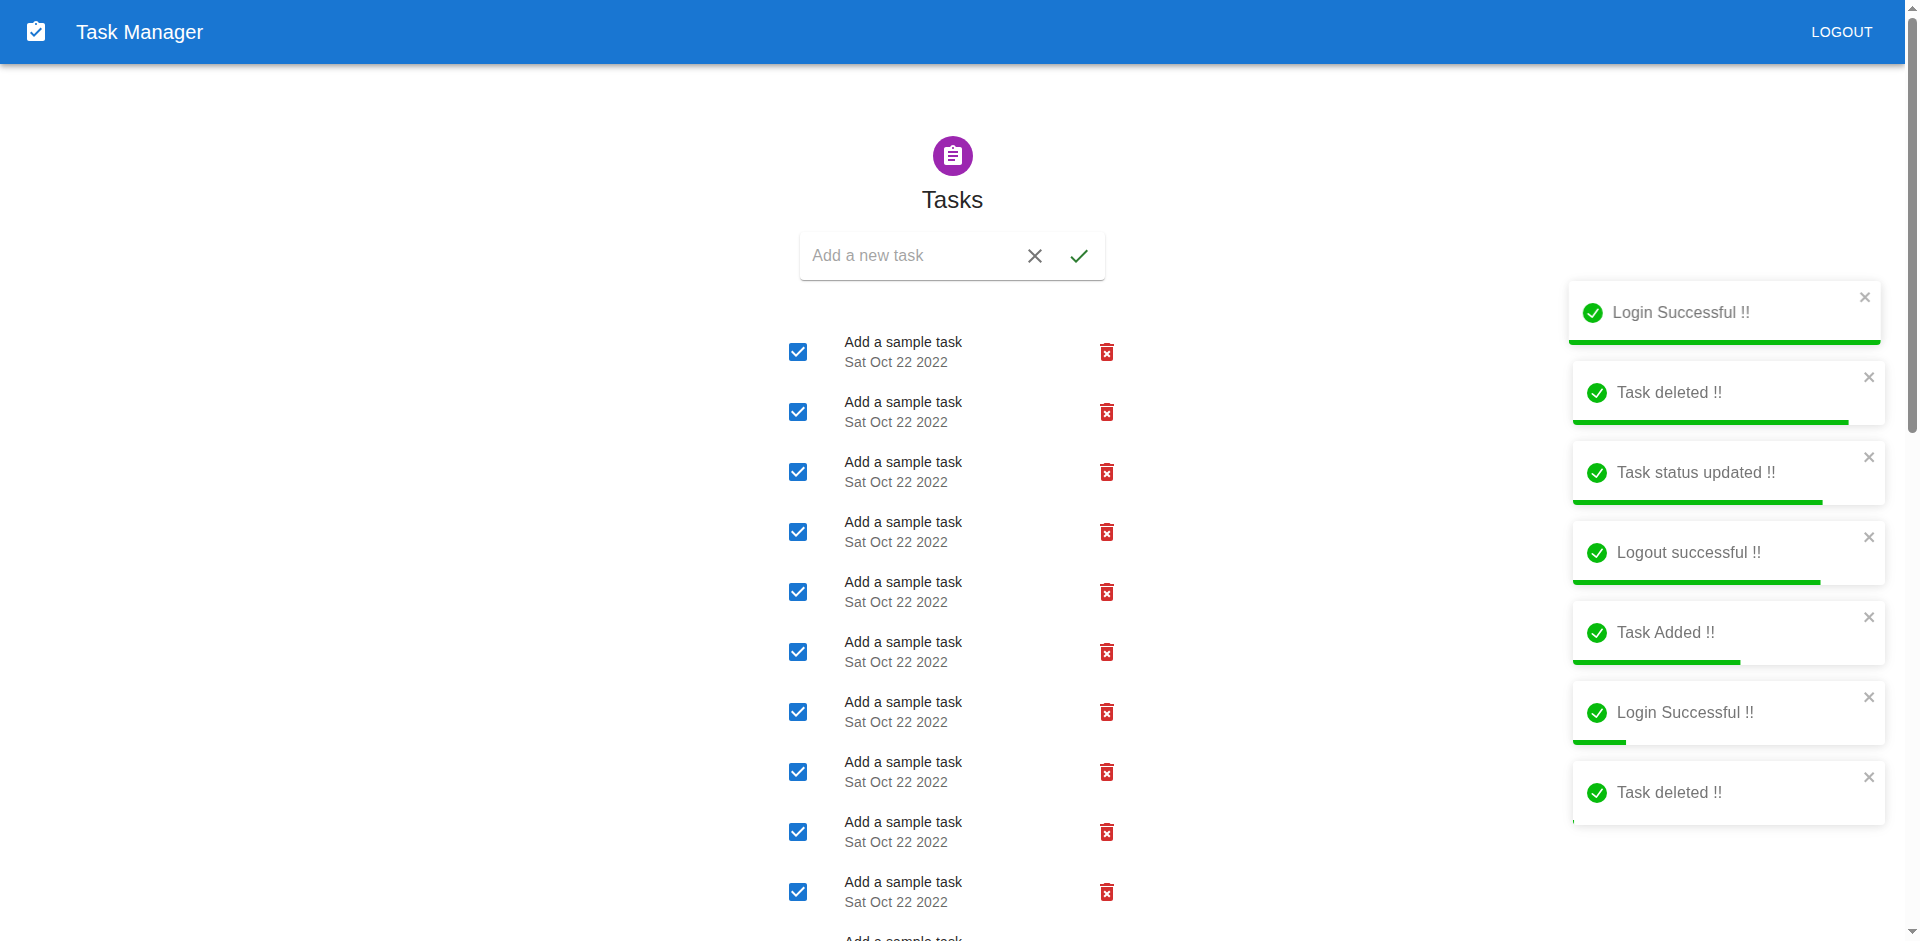 Task Manager
LOGOUT
Tasks
Add a new task
Add a sample task
Sat Oct 22 2022
Add a sample task
Sat Oct 22 2022
Add a sample task
Sat Oct 22 2022
Add a sample task
Sat Oct 22 2022
Add a sample task
Sat Oct 22 2022
Add a sample task
Sat Oct 22 2022
Add a sample task
Sat Oct 22 2022
Add a sample task
Sat Oct 22 2022
Add a sample task
Sat Oct 22 2022
Add a sample task
Sat Oct 22 2022
Add a sample task
Login Successful !!
Task deleted !!
Task status updated !!
Logout successful !!
Task Added !!
Login Successful !!
Task deleted !!